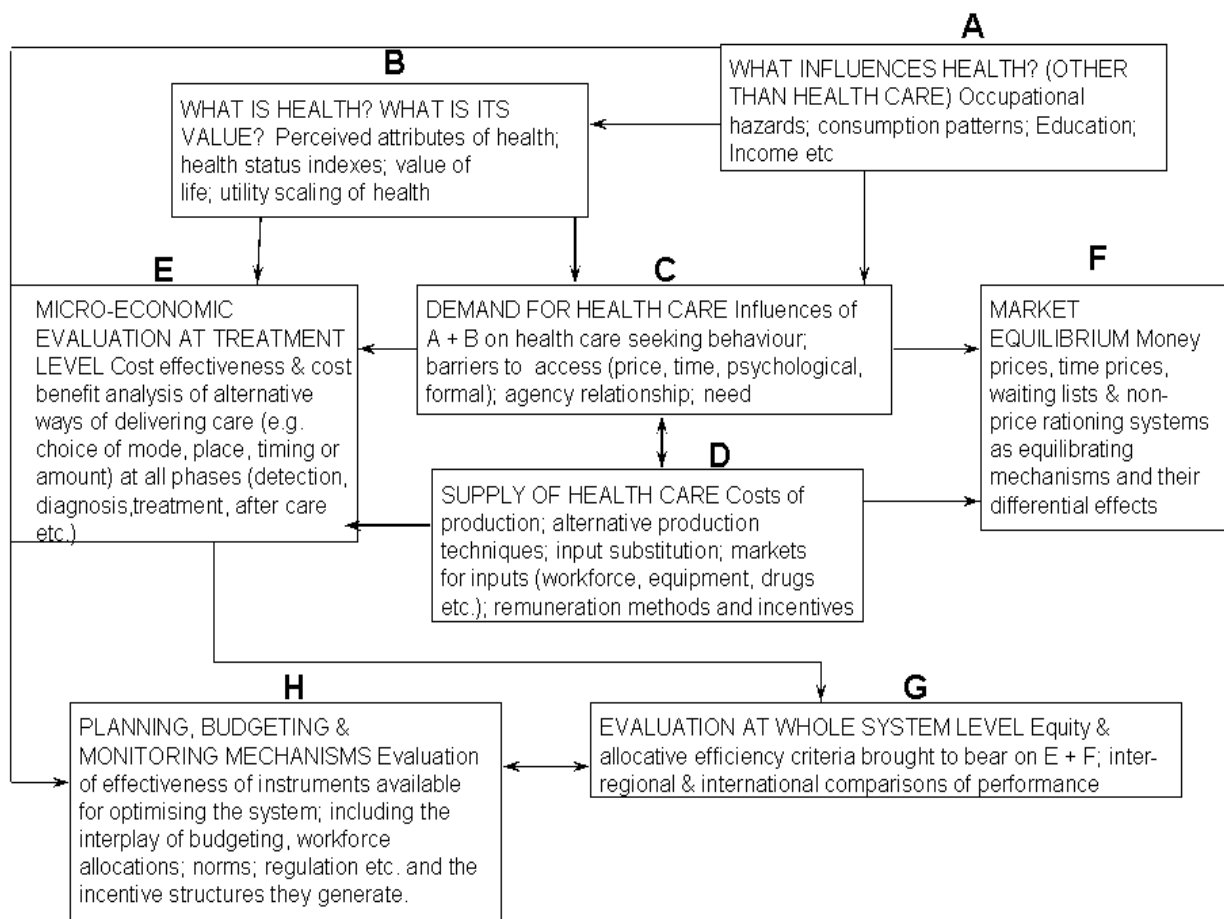 A
WHAT INFLUENCES HEALTH? (OTHER
THAN HEALTH CARE) Occupational
hazards; consumption patterns; Education;
Income etc
B
WHAT IS HEALTH? WHAT IS ITS
VALUE? Perceived attributes of health;
health status indexes; value of
life; utility scaling of health
E
MICRO-ECONOMIC
EVALUATION AT TREATMENT
LEVEL Cost effectiveness & cost
benefit analysis of alternative
ways of delivering care (e.g.
choice of mode, place, timing or
amount) at all phases (detection,
diagnosis,treatment, after care
etc.)
C
DEMAND FOR HEALTH CARE Influences of
A + B on health care seeking behaviour;
barriers to access (price, time, psychological,
formal); agency relationship; need
F
MARKET
EQUILIBRIUM Money
prices, time prices,
waiting lists & non-
price rationing systems
as equilibrating
mechanisms and their
differential effects
D
SUPPLY OF HEALTH CARE Costs of
production; alternative production
techniques; input substitution; markets
for inputs (workforce, equipment, drugs
etc.); remuneration methods and incentives
H
PLANNING, BUDGETING &
MONITORING MECHANISMS Evaluation
of effectiveness of instruments available
for optimising the system; including the
interplay of budgeting, workforce
allocations; norms; regulation etc. and the
incentive structures they generate.
G
EVALUATION AT WHOLE SYSTEM LEVEL Equity &
allocative efficiency criteria brought to bear on E + F; inter-
regional & international comparisons of performance